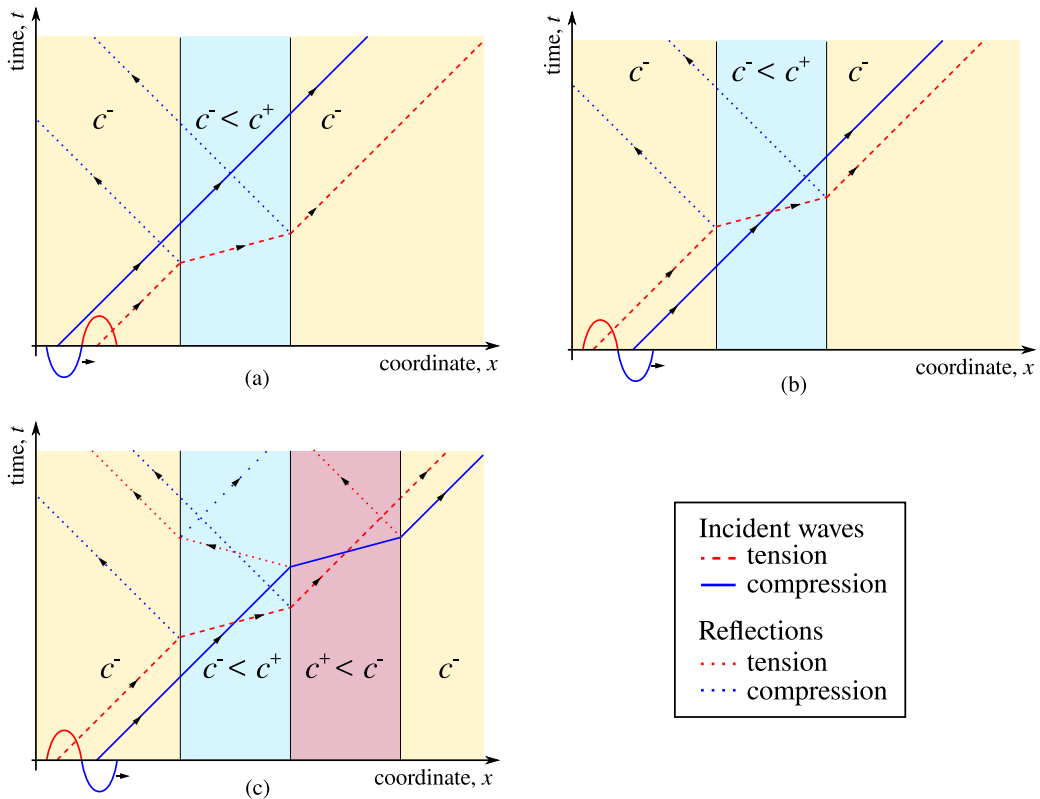 time, t
c-
c- < c+
c-
coordinate, x
(a)
time, t
c-
c- < c+
c-
coordinate, x
(b)
time, t
c-
c- < c+
c+ < c-
c-
coordinate, x
(c)
Incident waves
tension
compression
Reflections
tension
compression